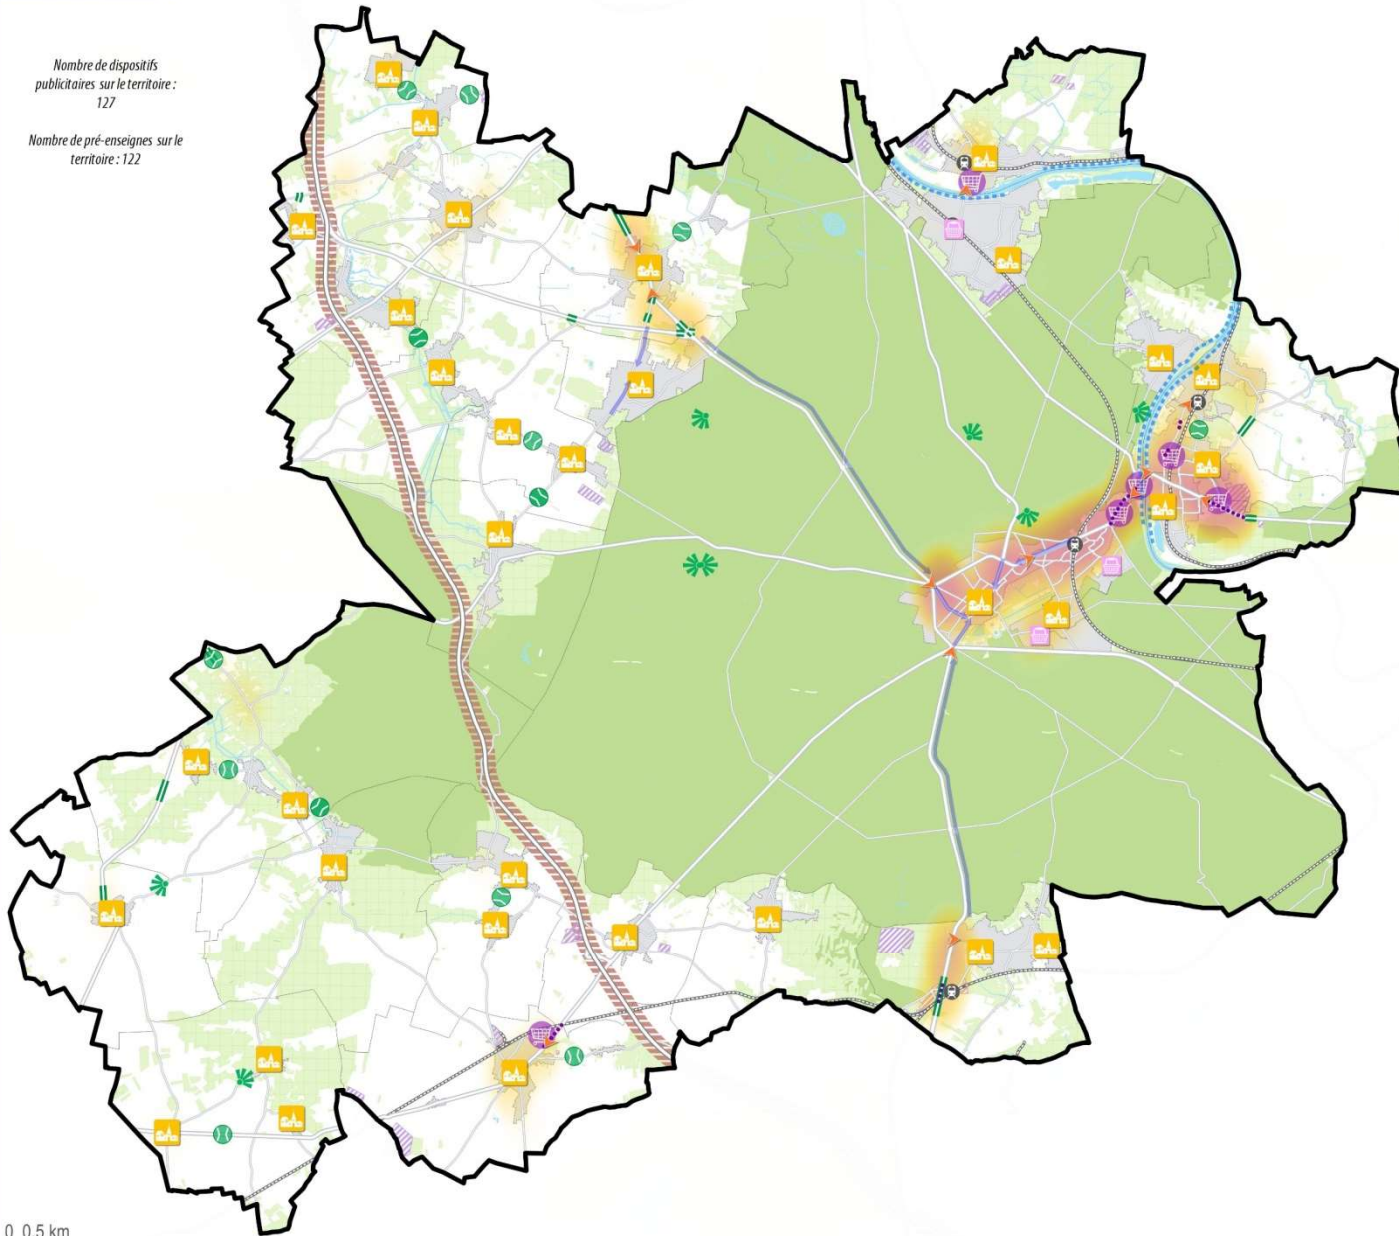 Nombre de dispositifs
publicitaires sur le territoire :
127
Nombre de pré-enseignes sur le
territoire : 122
0 0.5 km